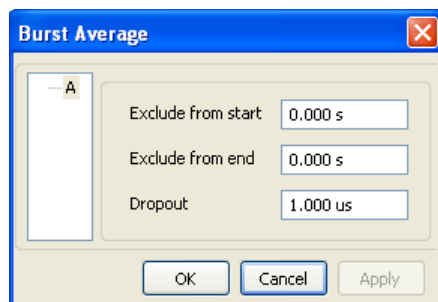 Burst Average
A
Exclude from start 0.000 s
Exclude from end 0.000 s
Dropout 1.000 us
OK Cancel Apply